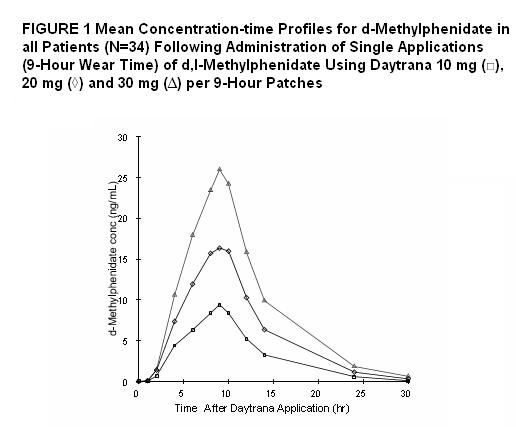 FIGURE 1 Mean Concentration-time Profiles for d-Methylphenidate in
all Patients (N=34) Following Administration of Single Applications
(9-Hour Wear Time) of d,l-Methylphenidate Using Daytrana 10 mg (□),
20 mg (◊) and 30 mg (Δ) per 9-Hour Patches
d-Methylphenidate conc (ng/mL)
30
25
20
15
10
5
0
0 5 10 15 20 25 30
Time After Daytrana Application (hr)